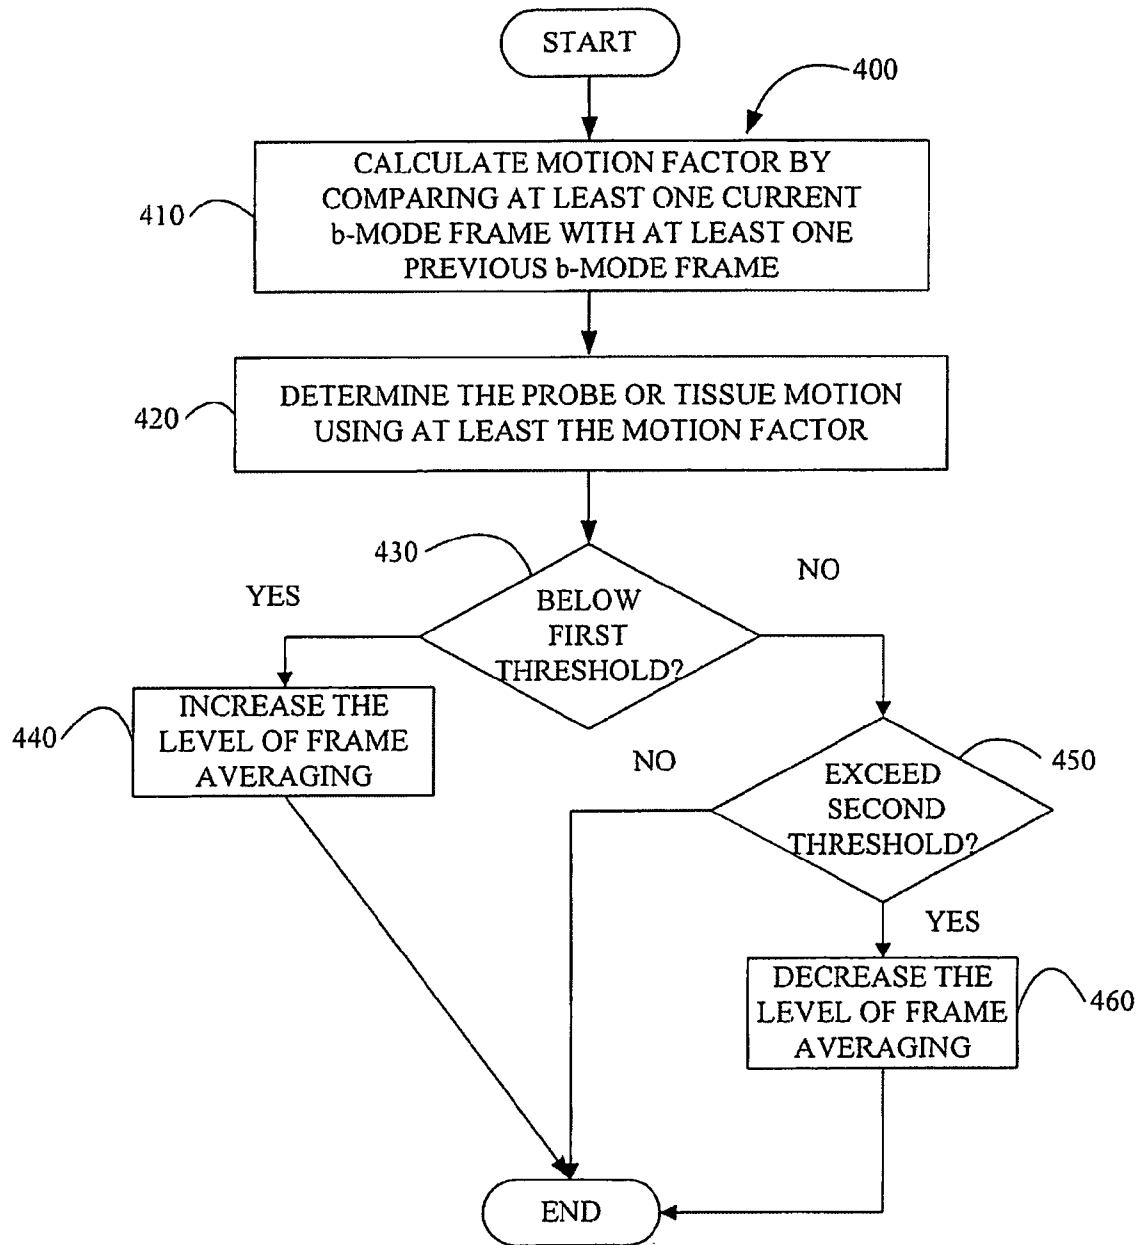 START
400
CALCULATE MOTION FACTOR BY
COMPARING AT LEAST ONE CURRENT
b-MODE FRAME WITH AT LEAST ONE
PREVIOUS b-MODE FRAME
410
DETERMINE THE PROBE OR TISSUE MOTION
USING AT LEAST THE MOTION FACTOR
420
430
YES
NO
BELOW
FIRST
THRESHOLD?
440
INCREASE THE
LEVEL OF FRAME
AVERAGING
NO
450
EXCEED
SECOND
THRESHOLD?
YES
DECREASE THE
LEVEL OF FRAME
AVERAGING
460
END